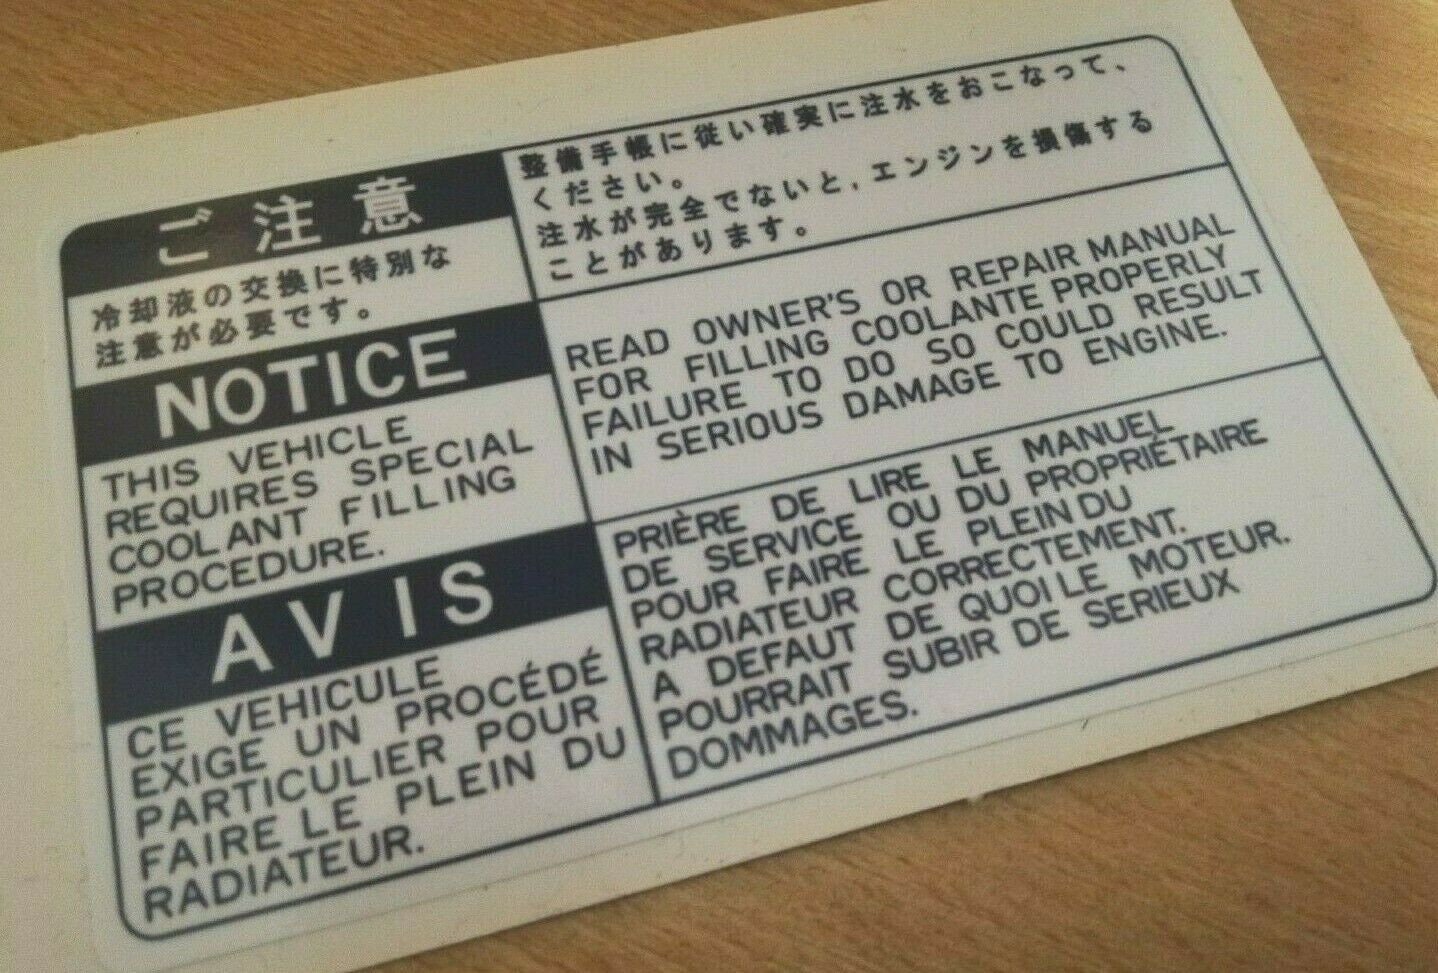 ご注意
冷却液の交換に特別な
注意が必要です。
整備手帳に従い確実に注水をおこなって、
ください。
注水が完全でないと,エンジンを損傷する
ことがあります。
NOTICE
THIS VEHICLE
REQUIRES SPECIAL
COOLANT FILLING
PROCEDURE.
READ OWNER'S OR REPAIR MANUAL
FOR FILLING COOLANTE PROPERLY
FAILURE TO DO SO COULD RESULT
IN SERIOUS DAMAGE TO ENGINE.
AVIS
CE VEHICULE
EXIGE UN PROCÉDÉ
PARTICULIER POUR
FAIRE LE PLEIN DU
RADIATEUR.
PRIÈRE DE LIRE LE MANUEL
DE SERVICE OU DU PROPRIÉTAIRE
POUR FAIRE LE PLEIN DU
RADIATEUR CORRECTEMENT.
A DEFAUT DE QUOI LE MOTEUR.
POURRAIT SUBIR DE SERIEUX
DOMMAGES.